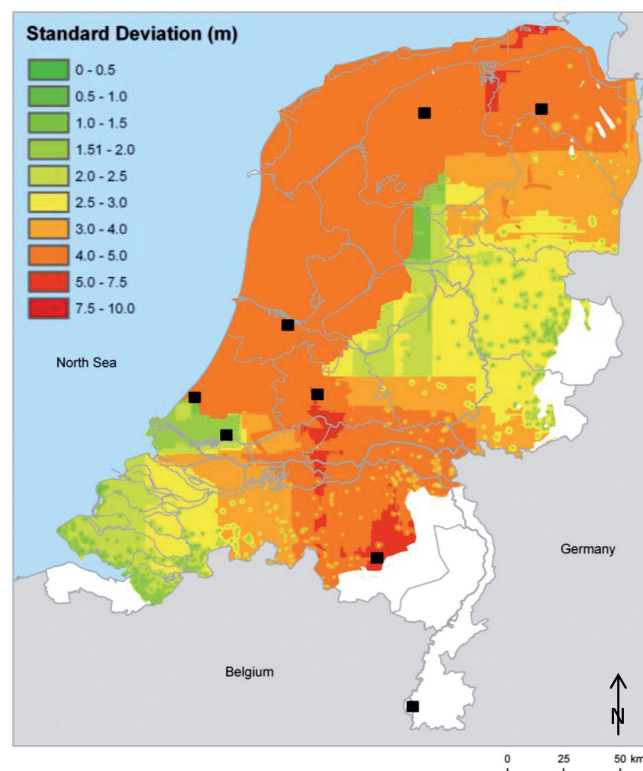 Standard Deviation (m)
0 - 0.5
0.5 - 1.0
1.0 - 1.5
1.51 - 2.0
2.0 - 2.5
2.5 - 3.0
3.0 - 4.0
4.0 - 5.0
5.0 - 7.5
7.5 - 10.0
North Sea
Germany
Belgium
N
0 25 50 km